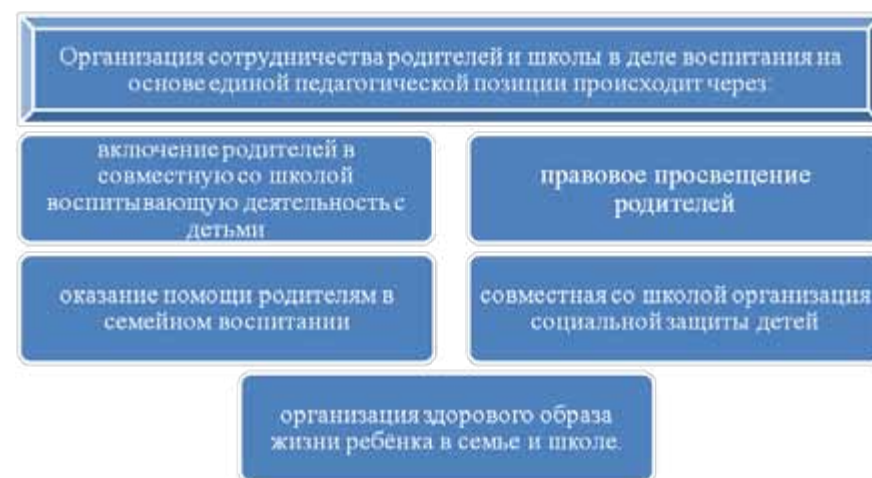 Организация сотрудничества родителей и школы в деле воспитания на
основе единой педагогической позиции происходит через:
включение родителей в
совместную со школой
воспитывающую деятельность с
детьми
правовое просвещение
родителей
оказание помощи родителям в
семейном воспитании
совместная со школой организация
социальной защиты детей
организация здорового образа
жизни ребёнка в семье и школе.